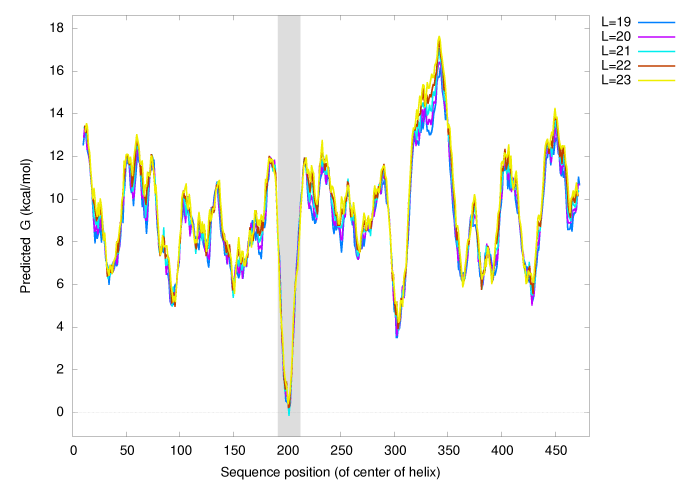 18
16
14
12
10
8
6
4
2
0
Predicted G (kcal/mol)
0 50 100 150 200 250 300 350 400 450
Sequence position (of center of helix)
L=19
L=20
L=21
L=22
L=23